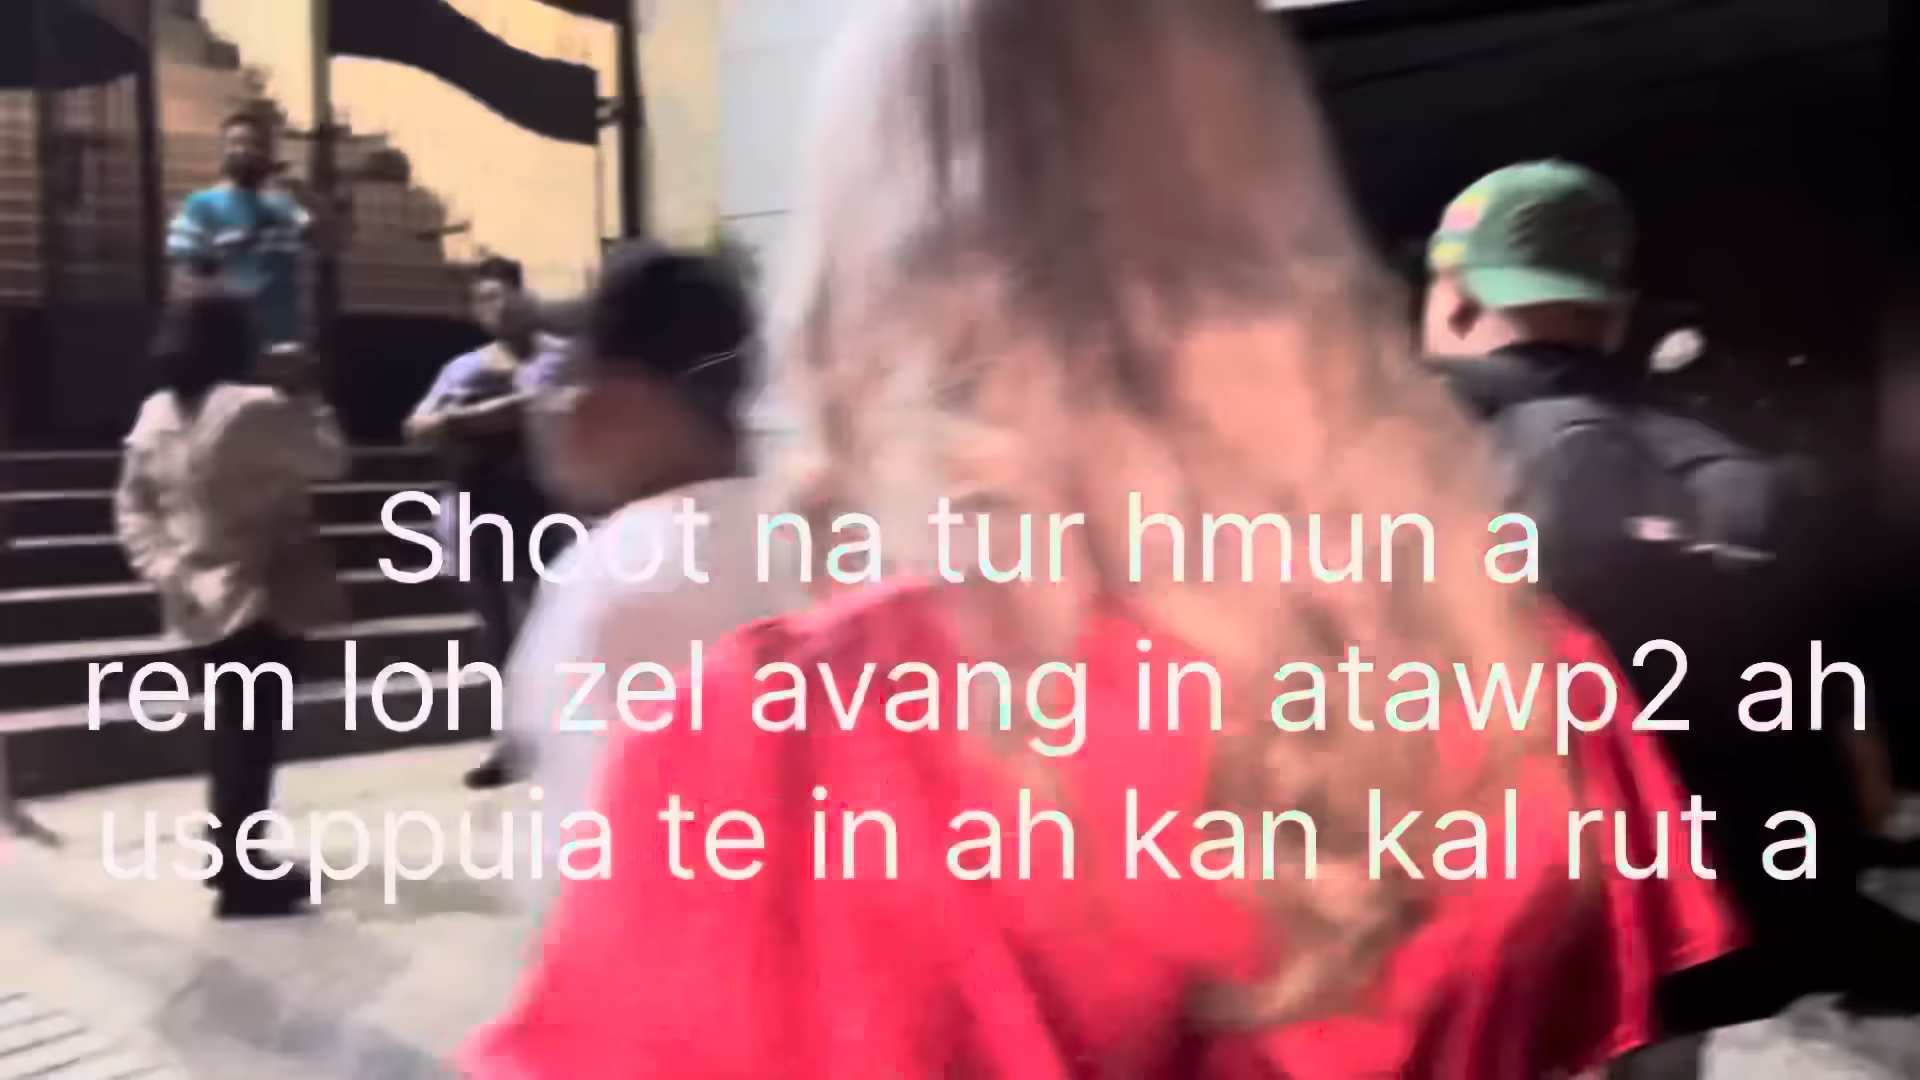 Shoot na tur hmun a
rem loh zel avang in atawp2 ah
useppuia te in ah kan kal rut a